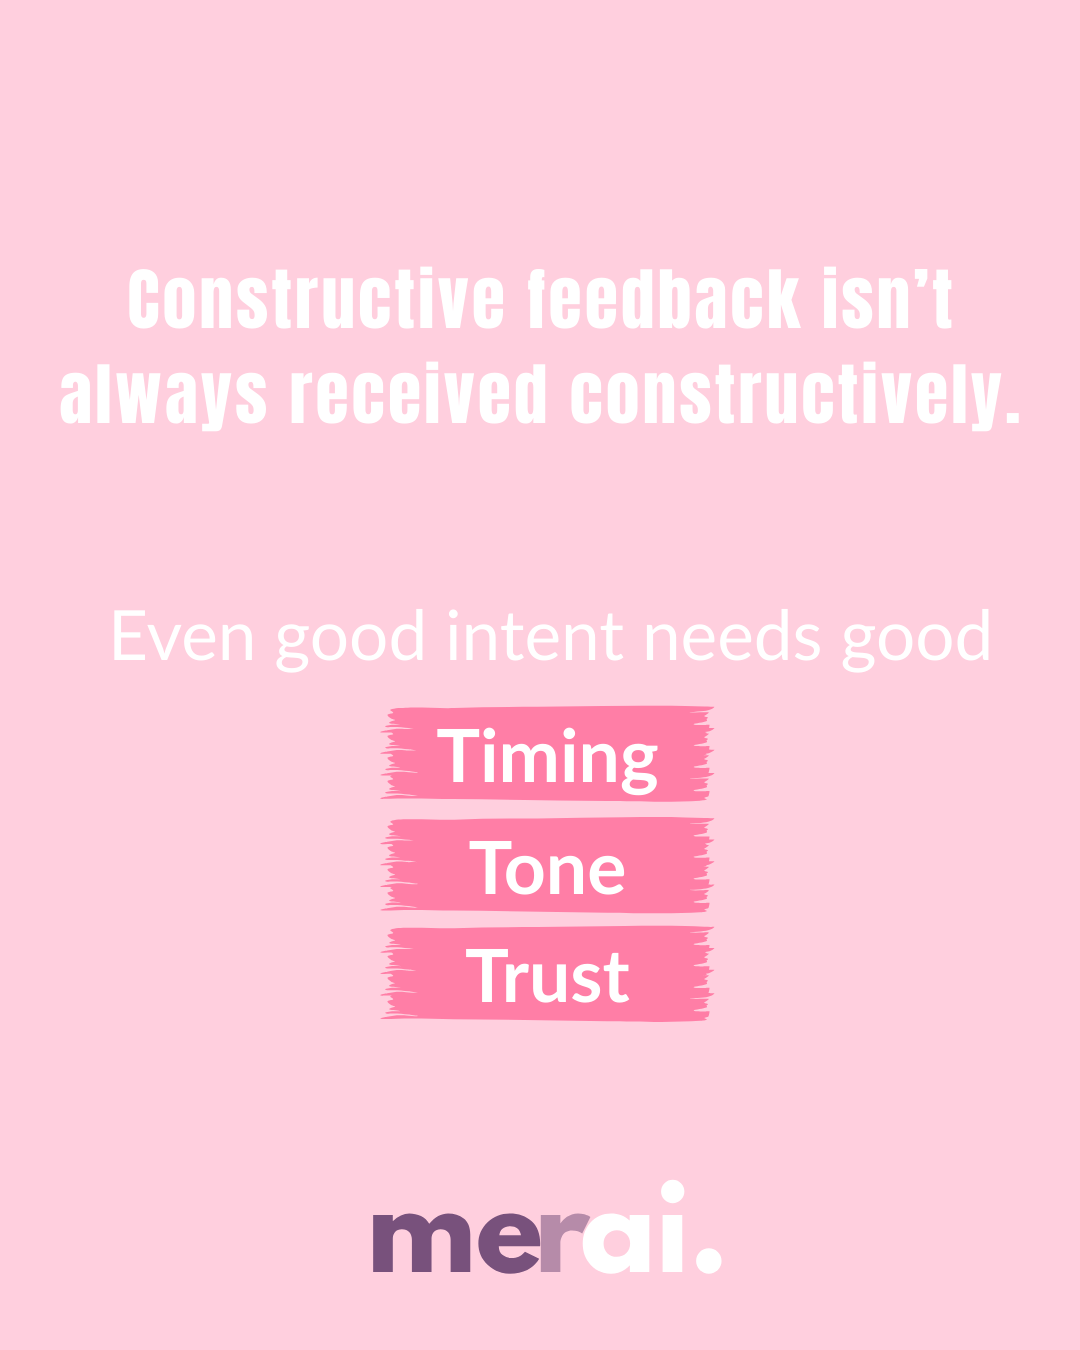 Constructive feedback isn’t
always received constructively.
Even good intent needs good
Timing
Tone
Trust
merai.